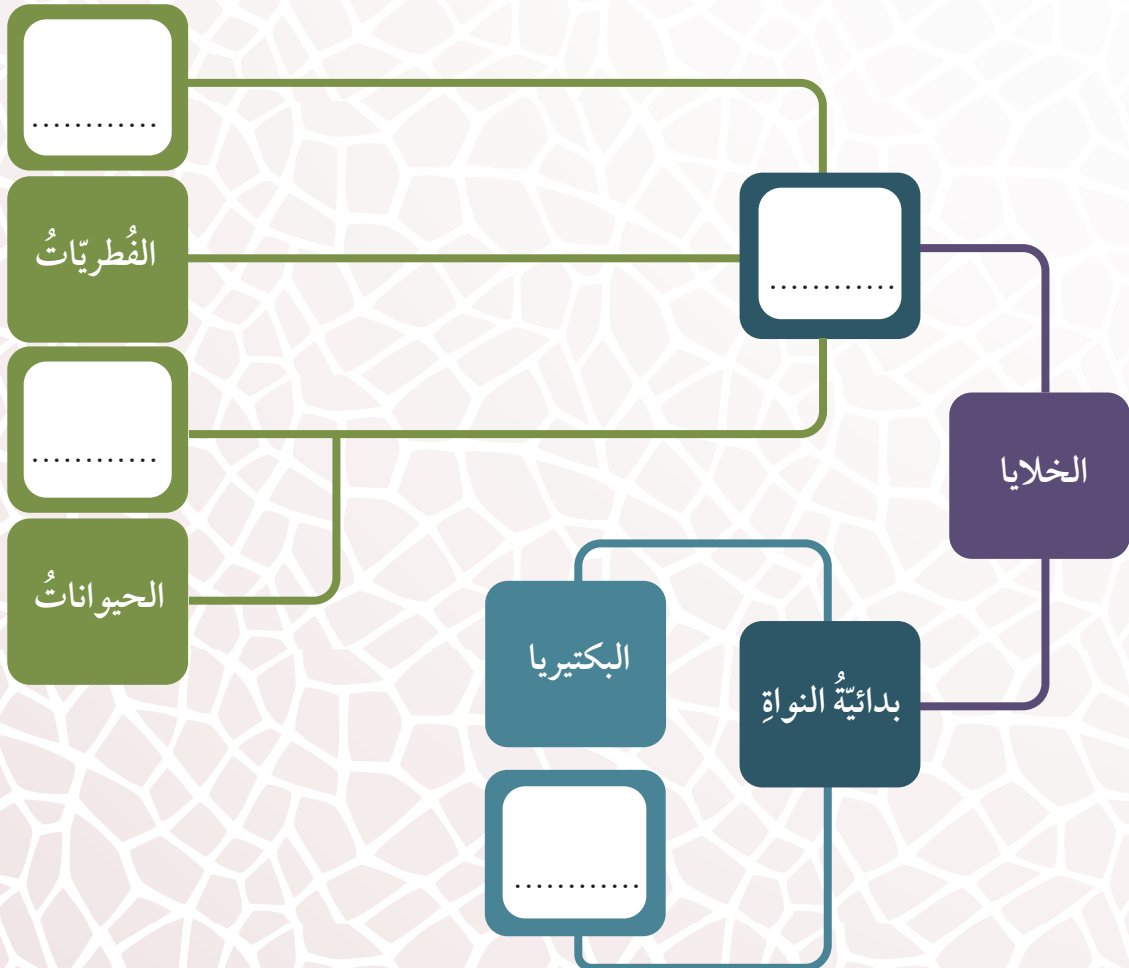 ............
الفُطريّاتُ
............
............
الخلايا
الحيواناتُ
البكتيريا
بدائيّةُ النواةِ
............